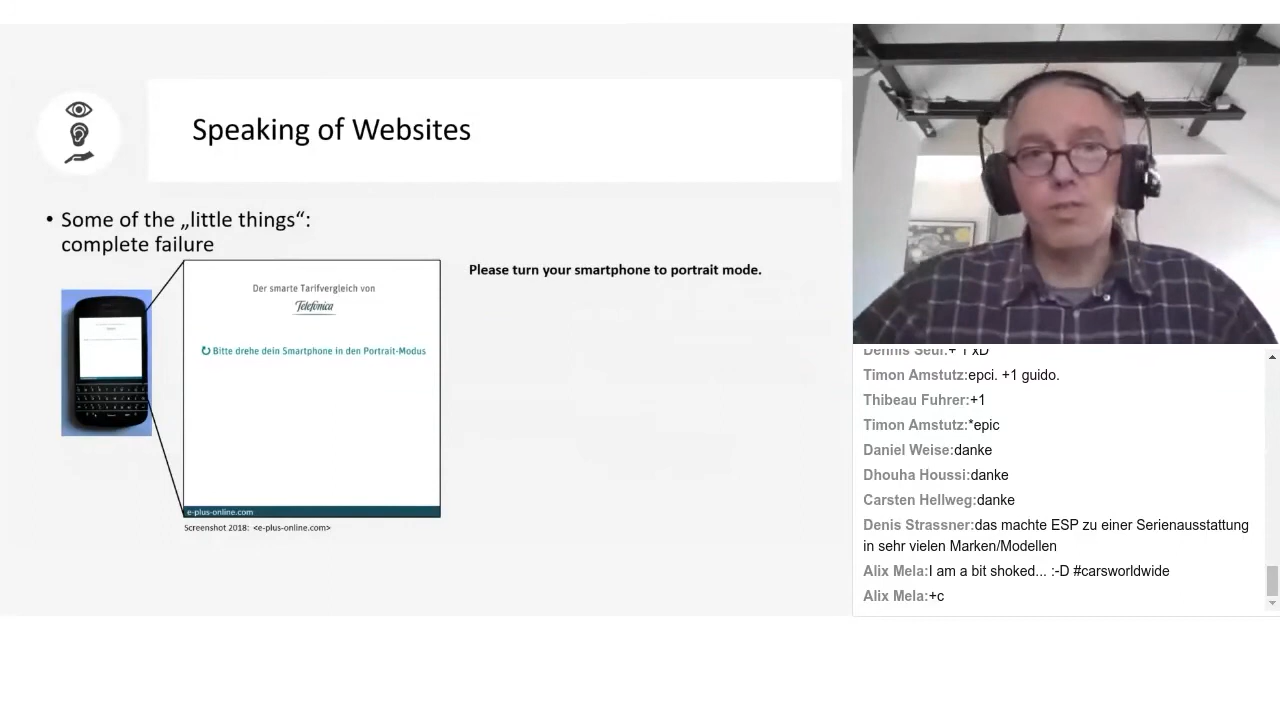 Speaking of Websites
• Some of the „little things“:
complete failure
Der smarte Tarifvergleich von
Telefónica
Bitte drehe dein Smartphone in den Portrait-Modus
e-plus-online.com
Screenshot 2018: <e-plus-online.com>
Please turn your smartphone to portrait mode.
Dennis Seur:+ 1 xD
Timon Amstutz:epci. +1 guido.
Thibeau Fuhrer:+1
Timon Amstutz:*epic
Daniel Weise:danke
Dhouha Houssi:danke
Carsten Hellweg:danke
Denis Strassner:das machte ESP zu einer Serienausstattung
in sehr vielen Marken/Modellen
Alix Mela:I am a bit shoked... :-D #carsworldwide
Alix Mela:+c